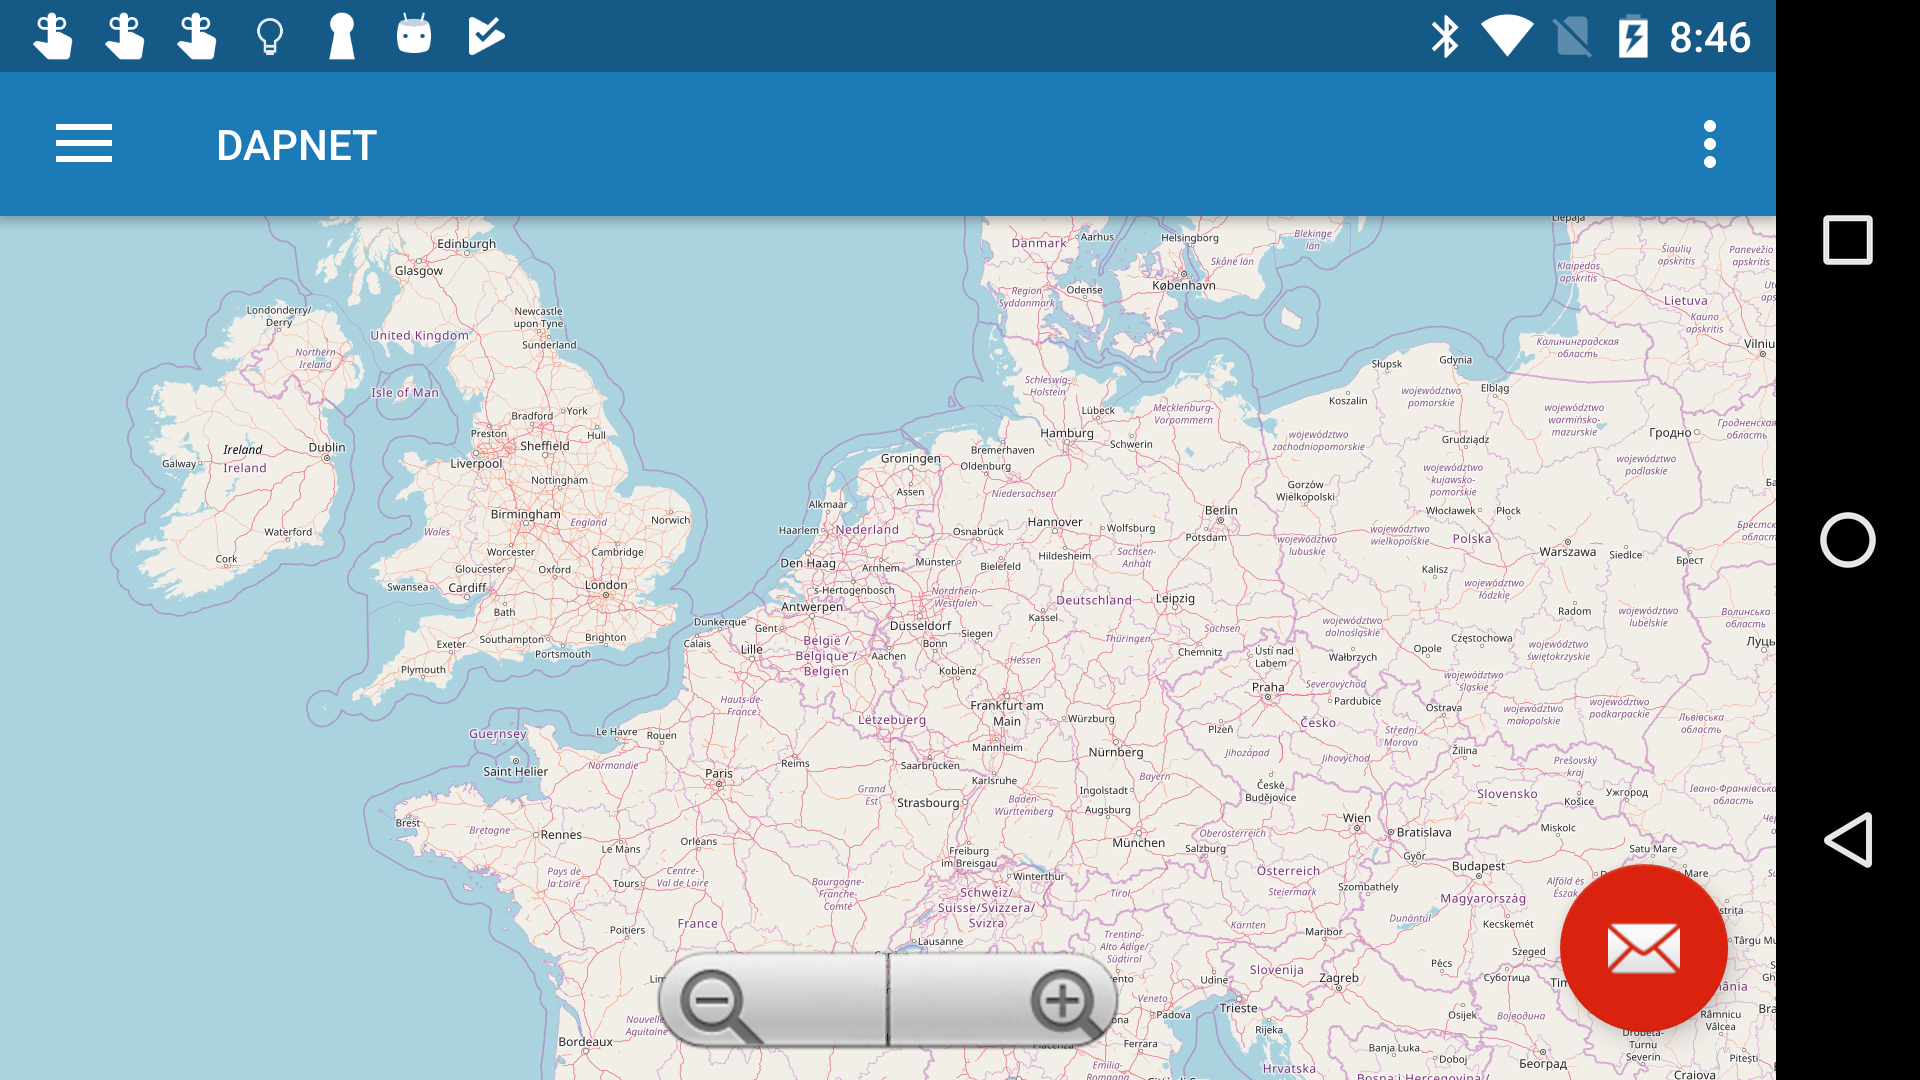 8:46
DAPNET
Edinburgh
Glasgow
Londonderry/
Derry
Newcastle
upon Tyne
United Kingdom
Sunderland
Northern
Ireland
Isle of Man
Bradford
York
Preston
Sheffield
Hull
Ireland
Ireland
Dublin
Galway
Liverpool
Nottingham
Birmingham
England
Norwich
Wales
Waterford
Cork
Worcester
Cambridge
Gloucester
Oxford
Swansea
Cardiff
London
Bath
Exeter
Southampton
Brighton
Portsmouth
Plymouth
Guernsey
Saint Helier
Danmark
Aarhus
Helsingborg
Blekinge
län
Skåne län
København
Region
Syddanmark
Odense
Liepāja
Šiaulių
apskritis
Panevėžio
apskritis
Klaipėdos
apskritis
Lietuva
Kauno
apskritis
Vilniu
Калининградская
область
Schleswig-
Holstein
Lübeck
Mecklenburg-
Vorpommern
Hamburg
Schwerin
Bremerhaven
Oldenburg
Groningen
Assen
Niedersachsen
Alkmaar
Haarlem
Nederland
Osnabrück
Hannover
Wolfsburg
Berlin
Potsdam
Den Haag
Arnhem
Münster
Bielefeld
Hildesheim
Sachsen-
Anhalt
's-Hertogenbosch
Antwerpen
Nordrhein-
Westfalen
Deutschland
Leipzig
Kassel
Dunkerque
Gent
Calais
Lille
België /
Belgique /
Belgien
Düsseldorf
Siegen
Bonn
Aachen
Koblenz
Hessen
Thüringen
Sachsen
Chemnitz
Słupsk
Gdynia
Elbląg
Koszalin
województwo
pomorskie
województwo
warmińsko-
mazurskie
Гродно
Гродненская
область
województwo
zachodniopomorskie
Grudziądz
województwo
kujawsko-
pomorskie
województwo
podlaskie
Gorzów
Wielkopolski
Włocławek
Płock
województwo
lubuskie
województwo
wielkopolskie
Polska
Warszawa
Siedlce
Брест
Брестск
област
Kalisz
województwo
łódzkie
Radom
województwo
lubelskie
Волинська
область
Луць
województwo
dolnośląskie
Częstochowa
Opole
województwo
świętokrzyskie
Wałbrzych
Ústí nad
Labem
województwo
śląskie
Praha
Severovýchod
Pardubice
Ostrava
województwo
małopolskie
województwo
podkarpackie
Львівська
область
Hauts-de-
France
Lëtzebuerg
Frankfurt am
Main
Würzburg
Plzeň
Česko
Střední
Morava
Žilina
Le Havre
Rouen
Mannheim
Nürnberg
Jihozápad
Jihovýchod
Prešovský
kraj
Normandie
Paris
Reims
Saarbrücken
Karlsruhe
Bayern
Ingolstadt
České
Budějovice
Slovensko
Košice
Ужгород
Івано-Франківськ
область
Grand
Est
Strasbourg
Baden-
Württemberg
Augsburg
Brest
Bretagne
Rennes
Le Mans
Orléans
Wien
Bratislava
Miskolc
Oberösterreich
München
Salzburg
Győr
Satu Mare
Freiburg
im Breisgau
Winterthur
Budapest
Pays de
la Loire
Tours
Centre-
Val de Loire
Bourgogne-
Franche-
Comté
Schweiz/
Suisse/Svizzera/
Svizra
Tirol
Österreich
Steiermark
Szombathely
Alföld és
Észak
Mare
Magyarország
Dunántúl
Kecskemét
France
Poitiers
Lausanne
Kärnten
Maribor
Trentino-
Alto Adige/
Südtirol
Szeged
Pécs
Târgu Mu
Slovenija
Zagreb
Суботица
Udine
Trieste
Veneto
Padova
Rijeka
Osijek
Војводина
Râmnicu
Vâlcea
Nouvelle
Aquitaine
Bordeaux
Ferrara
Banja Luka
Doboj
Београд
Drobeta-
Turnu
Severin
Pitești
Emilia-
Romagna
Hrvatska
Bosna i Hercegovina /
Craiova